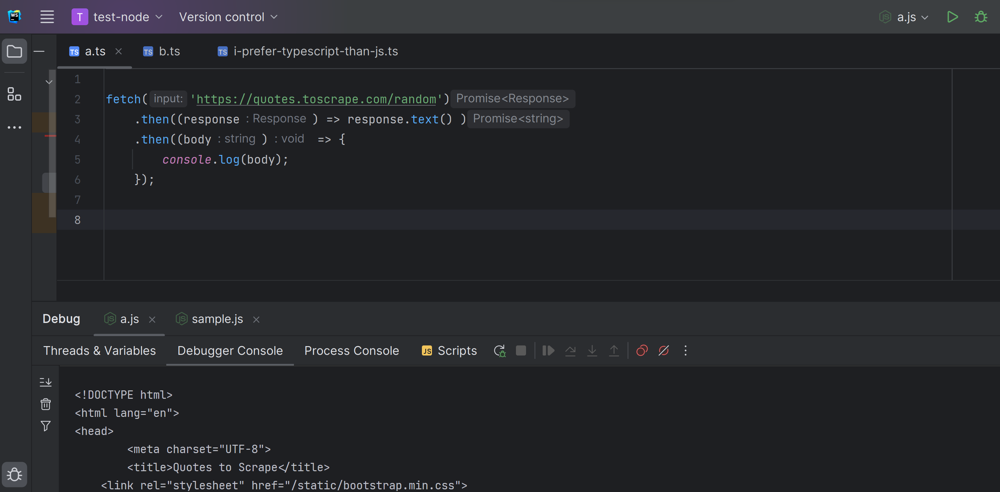 WS T test-node Version control JS a.js
TS a.ts TS b.ts TS i-prefer-typescript-than-js.ts
1
2 fetch( input: 'https://quotes.toscrape.com/random') Promise<Response>
3 .then((response : Response ) => response.text() ) Promise<string>
4 .then((body : string ) : void => {
5 console.log(body);
6 });
7
8
Debug JS a.js JS sample.js
Threads & Variables Debugger Console Process Console JS Scripts
<!DOCTYPE html>
<html lang="en">
<head>
<meta charset="UTF-8">
<title>Quotes to Scrape</title>
<link rel="stylesheet" href="/static/bootstrap.min.css">